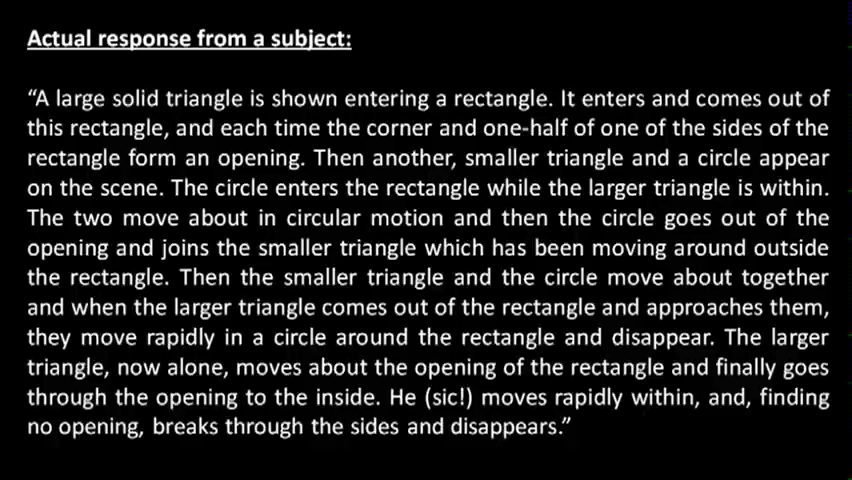 Actual response from a subject:
“A large solid triangle is shown entering a rectangle. It enters and comes out of
this rectangle, and each time the corner and one-half of one of the sides of the
rectangle form an opening. Then another, smaller triangle and a circle appear
on the scene. The circle enters the rectangle while the larger triangle is within.
The two move about in circular motion and then the circle goes out of the
opening and joins the smaller triangle which has been moving around outside
the rectangle. Then the smaller triangle and the circle move about together
and when the larger triangle comes out of the rectangle and approaches them,
they move rapidly in a circle around the rectangle and disappear. The larger
triangle, now alone, moves about the opening of the rectangle and finally goes
through the opening to the inside. He (sic!) moves rapidly within, and, finding
no opening, breaks through the sides and disappears.”